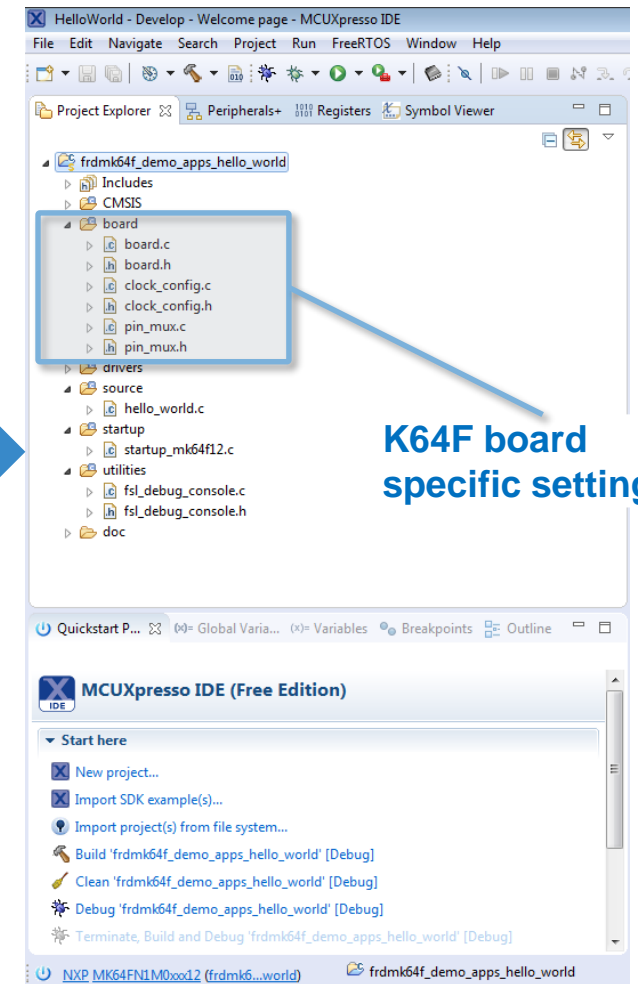 HelloWorld - Develop - Welcome page - MCUXpresso IDE
File Edit Navigate Search Project Run FreeRTOS Window Help
Project Explorer Peripherals+ Registers Symbol Viewer
frdmk64f_demo_apps_hello_world
Includes
CMSIS
board
board.c
board.h
clock_config.c
clock_config.h
pin_mux.c
pin_mux.h
drivers
source
hello_world.c
startup
startup_mk64f12.c
utilities
fsl_debug_console.c
fsl_debug_console.h
doc
K64F board
specific setting
Quickstart P... (x)= Global Varia... (x)= Variables Breakpoints Outline
IDE
MCUXpresso IDE (Free Edition)
Start here
New project...
Import SDK example(s)...
Import project(s) from file system...
Build 'frdmk64f_demo_apps_hello_world' [Debug]
Clean 'frdmk64f_demo_apps_hello_world' [Debug]
Debug 'frdmk64f_demo_apps_hello_world' [Debug]
Terminate, Build and Debug 'frdmk64f_demo_apps_hello_world' [Debug]
NXP MK64FN1M0xxx12 (frdmk6...world) frdmk64f_demo_apps_hello_world